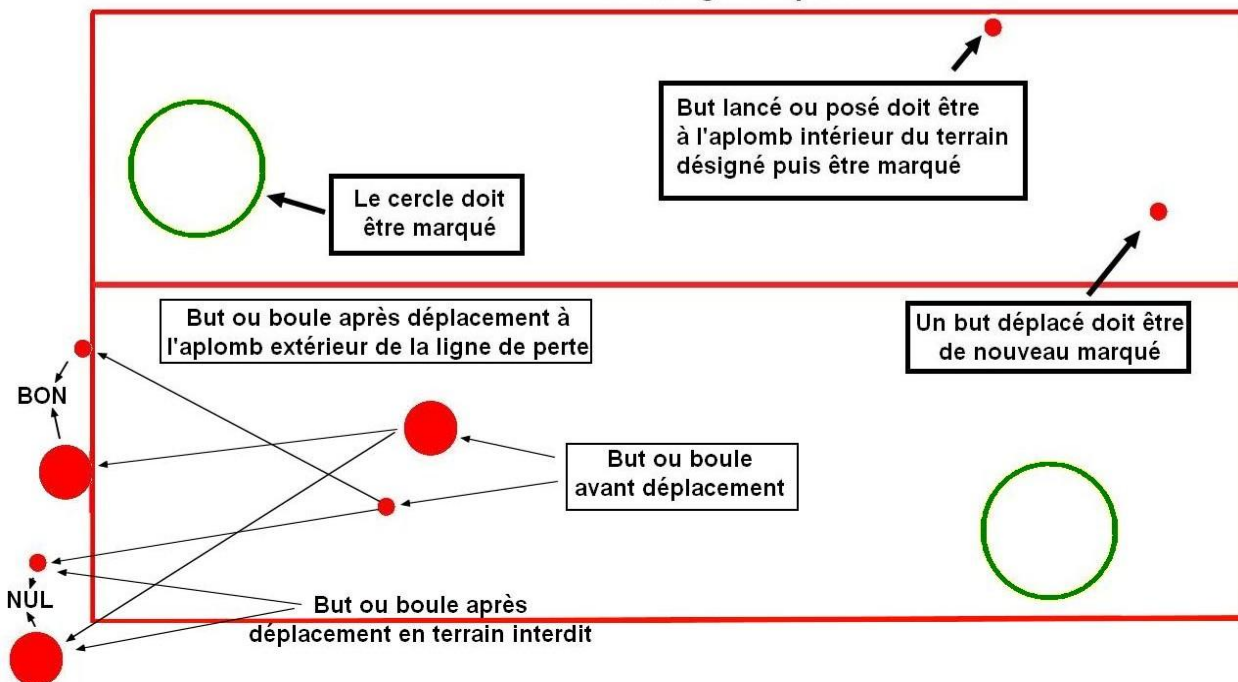 But lancé ou posé doit être
à l'aplomb intérieur du terrain
désigné puis être marqué
Le cercle doit
être marqué
Un but déplacé doit être
de nouveau marqué
But ou boule après déplacement à
l'aplomb extérieur de la ligne de perte
BON
But ou boule
avant déplacement
NUL
But ou boule après
déplacement en terrain interdit